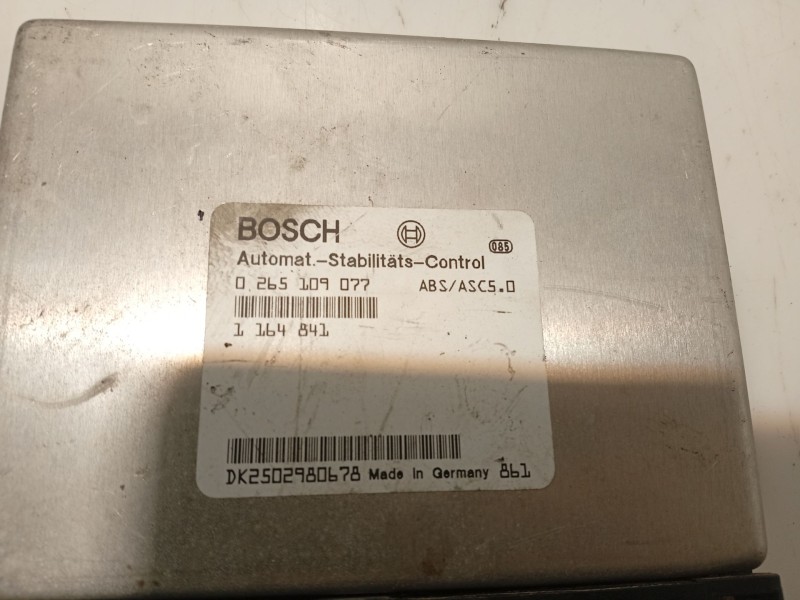 BOSCH
085
Automat.-Stabilitäts-Control
0 265 109 077 ABS/ASC5.0
1 164 841
DK2502980678 Made in Germany 861